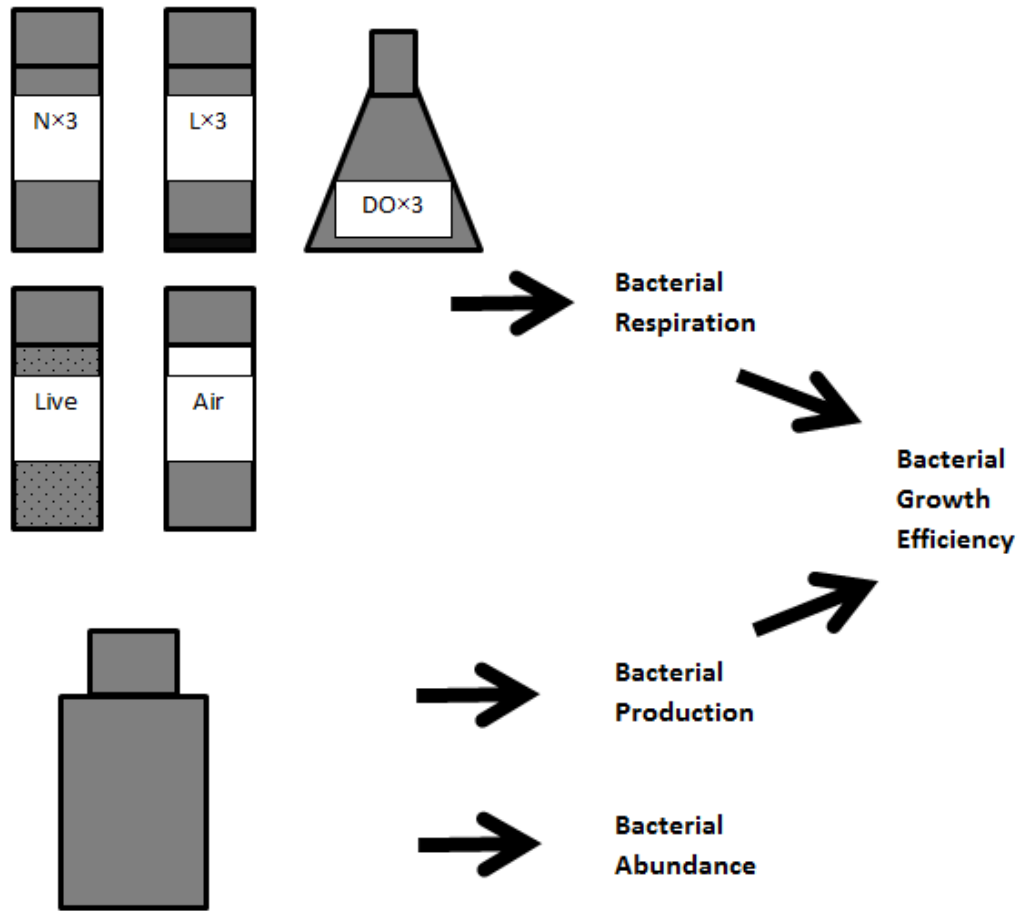 N×3
L×3
DO×3
Live
Air
Bacterial
Respiration
Bacterial
Growth
Efficiency
Bacterial
Production
Bacterial
Abundance